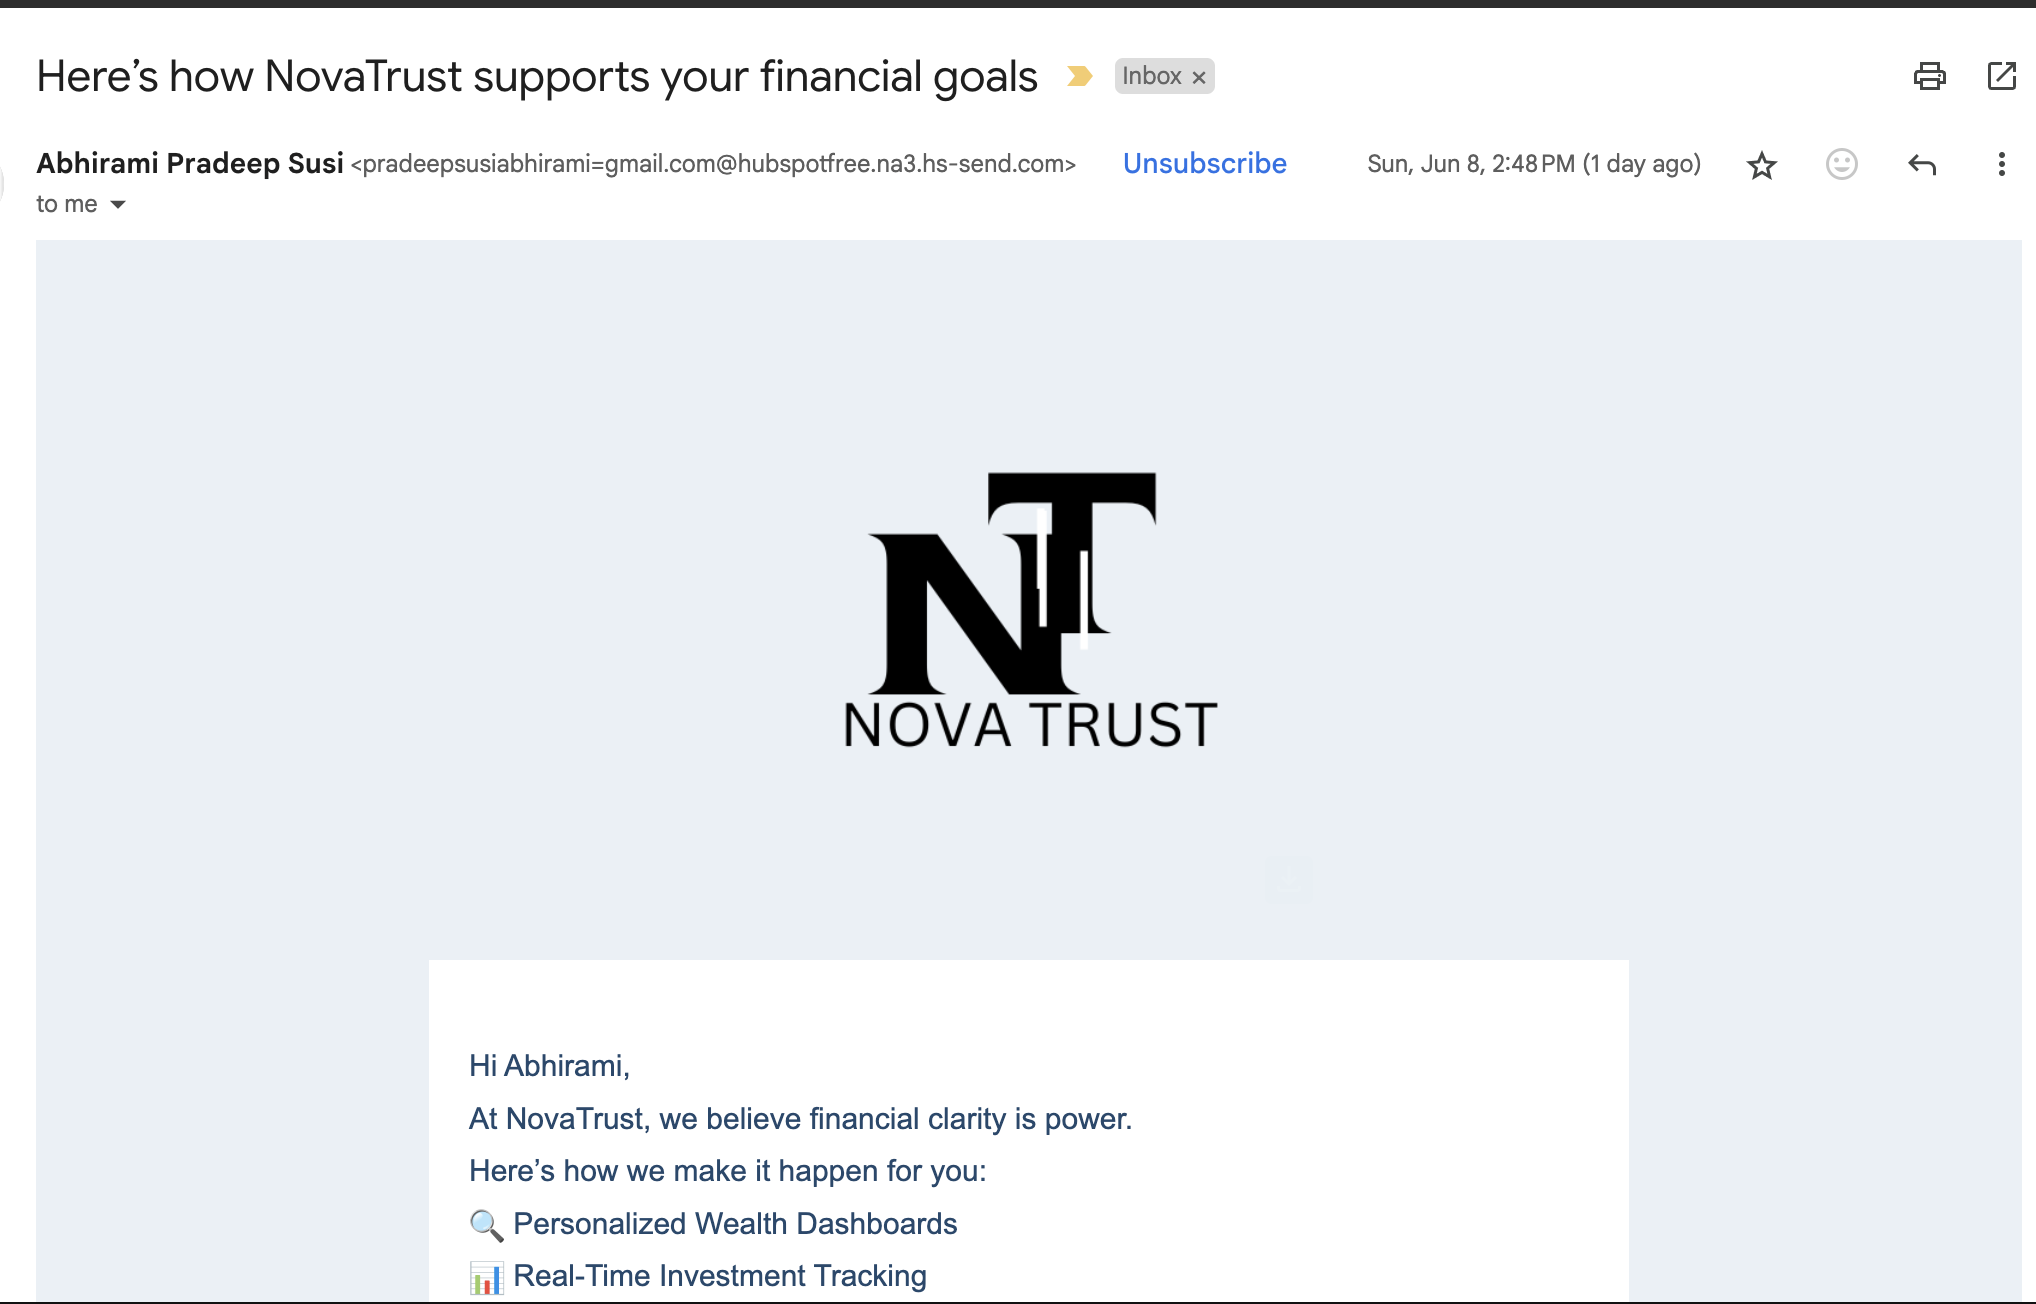 Here’s how NovaTrust supports your financial goals Inbox ×
Abhirami Pradeep Susi <pradeepsusiabhirami=gmail.com@hubspotfree.na3.hs-send.com> Unsubscribe Sun, Jun 8, 2:48 PM (1 day ago)
to me
NT
NOVA TRUST
Hi Abhirami,
At NovaTrust, we believe financial clarity is power.
Here’s how we make it happen for you:
🔍 Personalized Wealth Dashboards
📊 Real-Time Investment Tracking